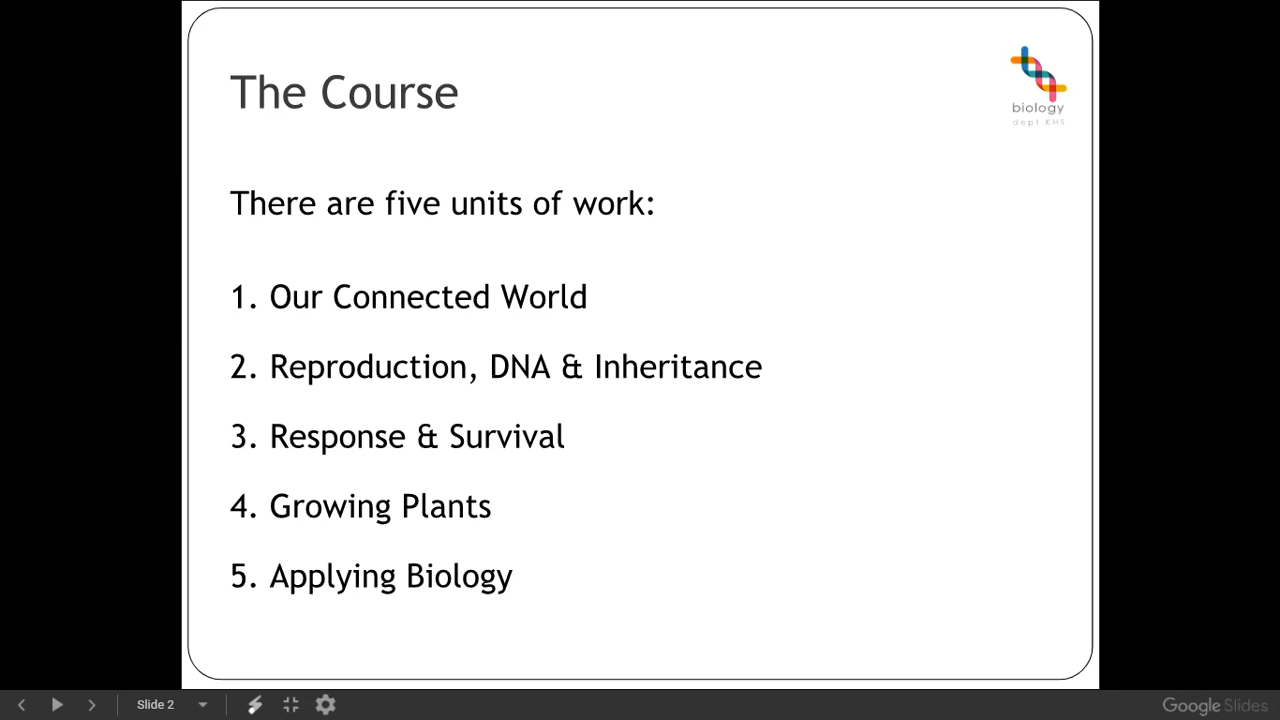 The Course
biology
dept KHS
There are five units of work:
1. Our Connected World
2. Reproduction, DNA & Inheritance
3. Response & Survival
4. Growing Plants
5. Applying Biology
Slide 2
Google Slides